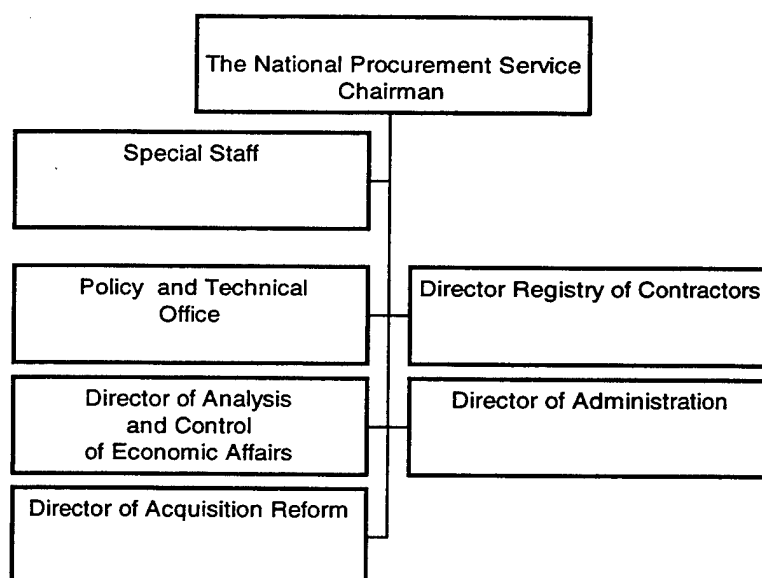 The National Procurement Service
Chairman
Special Staff
Policy and Technical
Office
Director Registry of Contractors
Director of Analysis
and Control
of Economic Affairs
Director of Administration
Director of Acquisition Reform